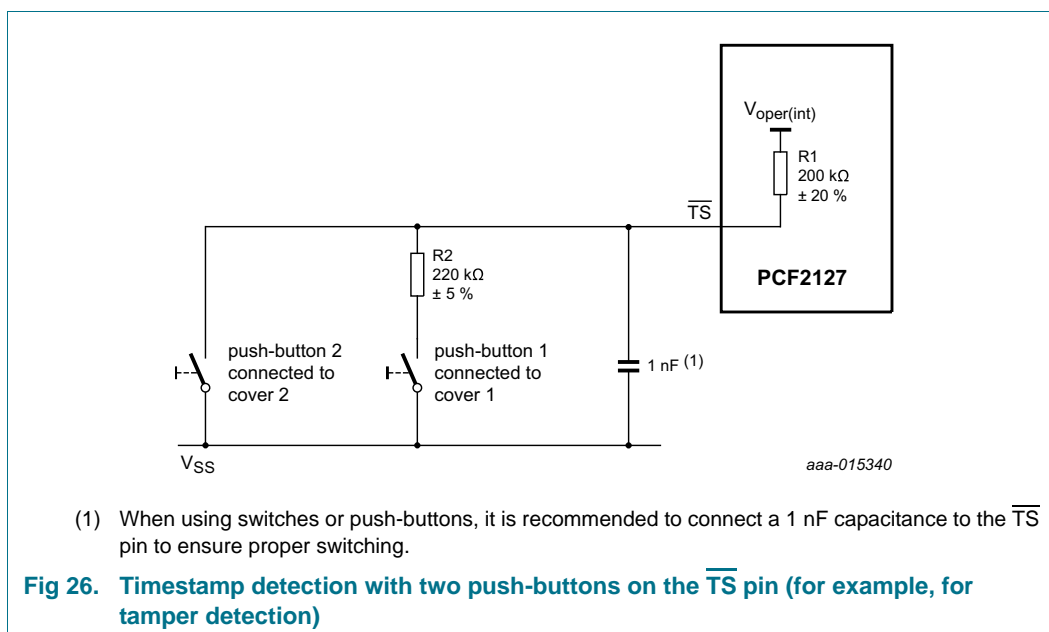 V_oper(int)
R1
200 kΩ
± 20 %
T̅S̅
PCF2127
R2
220 kΩ
± 5 %
push-button 2
connected to
cover 2
push-button 1
connected to
cover 1
1 nF (1)
V_SS
aaa-015340
(1) When using switches or push-buttons, it is recommended to connect a 1 nF capacitance to the T̅S̅
pin to ensure proper switching.
Fig 26. Timestamp detection with two push-buttons on the T̅S̅ pin (for example, for
tamper detection)